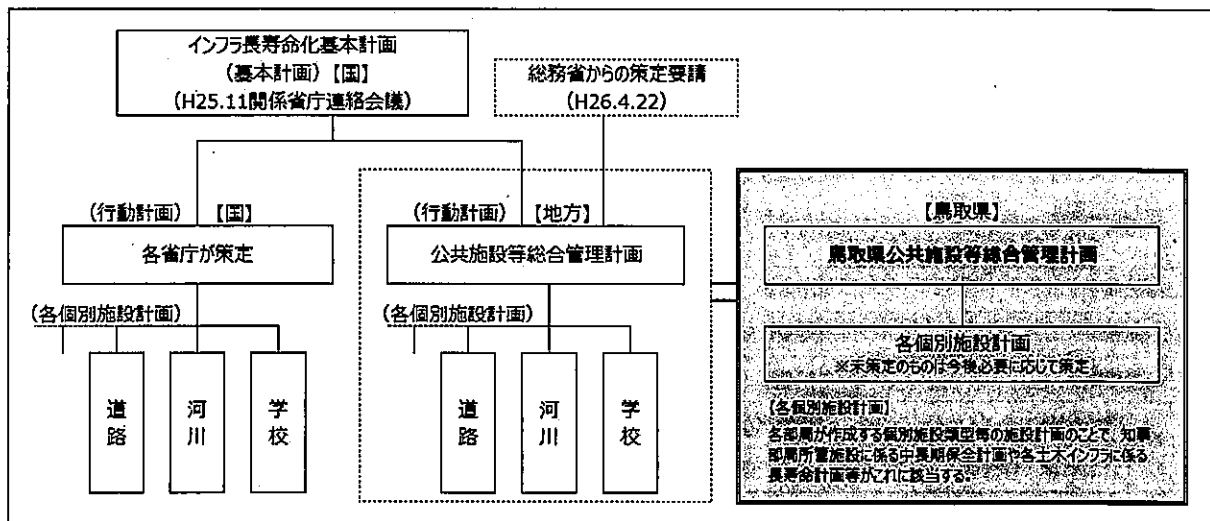 インフラ長寿命化基本計画
(基本計画)【国】
(H25.11関係省庁連絡会議)
総務省からの策定要請
(H26.4.22)
(行動計画) 【国】
各省庁が策定
(各個別施設計画)
道路
河川
学校
(行動計画) 【地方】
公共施設等総合管理計画
(各個別施設計画)
道路
河川
学校
【鳥取県】
鳥取県公共施設等総合管理計画
各個別施設計画
※未策定のものは今後必要に応じて策定
【各個別施設計画】
各部局が作成する個別施設類型毎の施設計画のことで、知事
部局所管施設に係る中長期保全計画や各土木インフラに係る
長寿命計画等がこれに該当する。